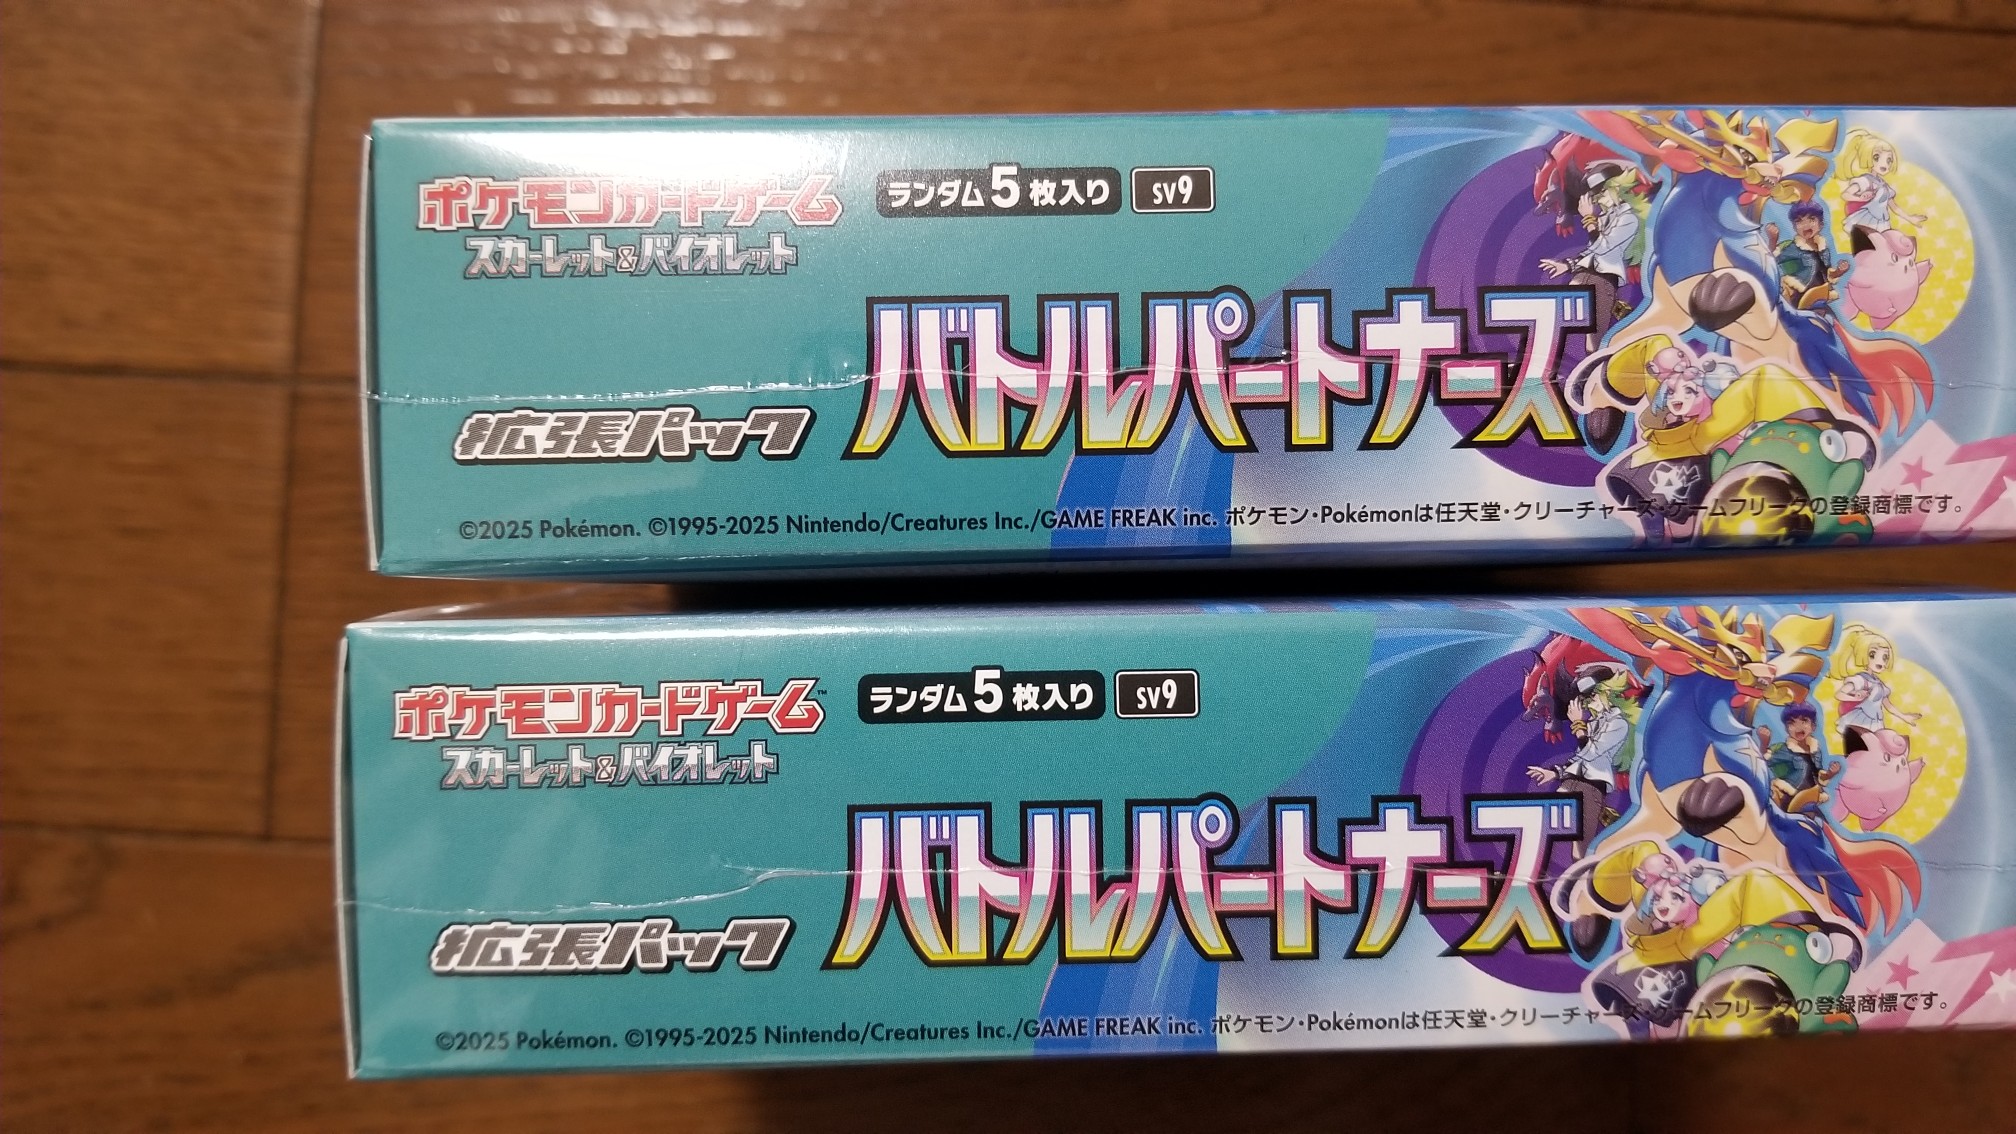 ポケモンカードゲーム
スカーレット&バイオレット
ランダム5枚入り SV9
拡張パック バトルパートナーズ
©2025 Pokémon. ©1995-2025 Nintendo/Creatures Inc./GAME FREAK inc. ポケモン・Pokémonは任天堂・クリーチャーズ・ゲームフリークの登録商標です。
ポケモンカードゲーム™
スカーレット&バイオレット
ランダム5枚入り SV9
拡張パック バトルパートナーズ
©2025 Pokémon. ©1995-2025 Nintendo/Creatures Inc./GAME FREAK inc. ポケモン・Pokémonは任天堂・クリーチャーズ・ゲームフリークの登録商標です。